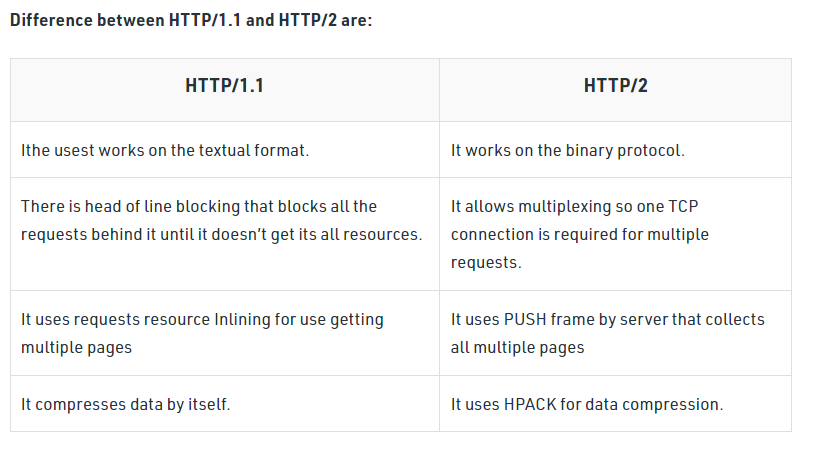 Difference between HTTP/1.1 and HTTP/2 are:
HTTP/1.1
HTTP/2
Ithe usest works on the textual format.
It works on the binary protocol.
There is head of line blocking that blocks all the
requests behind it until it doesn’t get its all resources.
It allows multiplexing so one TCP
connection is required for multiple
requests.
It uses requests resource Inlining for use getting
multiple pages
It uses PUSH frame by server that collects
all multiple pages
It compresses data by itself.
It uses HPACK for data compression.